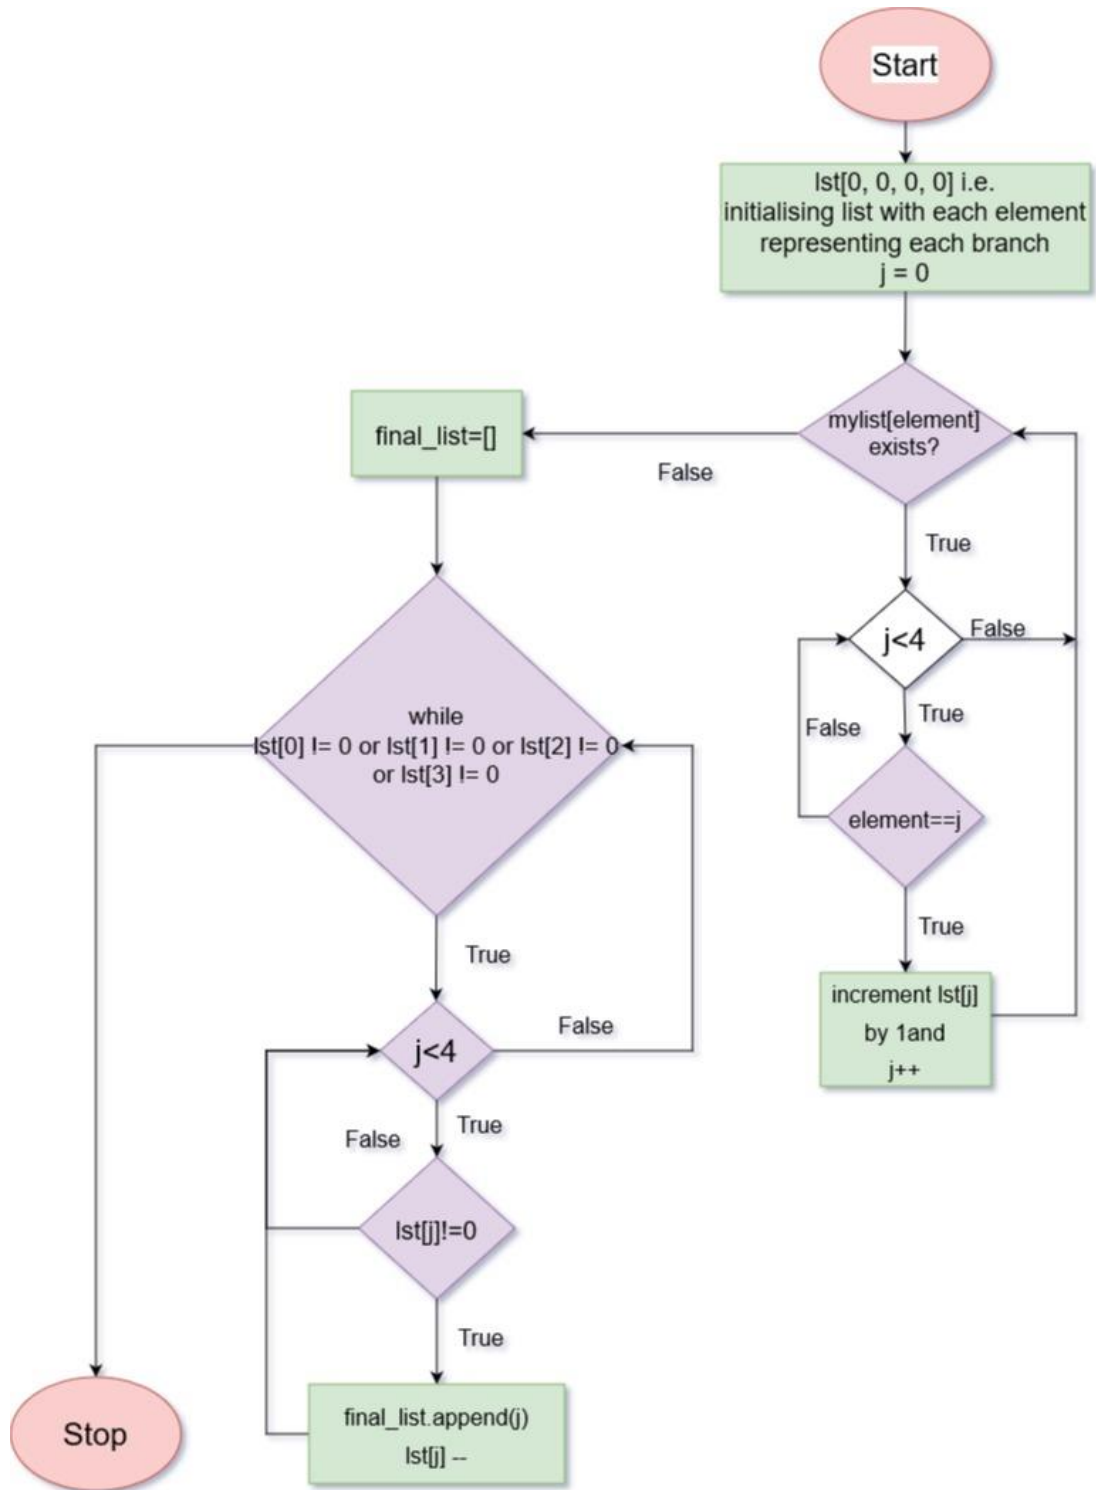 Start
lst[0, 0, 0, 0] i.e.
initialising list with each element
representing each branch
j = 0
mylist[element]
exists?
False
final_list=[]
True
j<4
False
True
False
element==j
True
increment lst[j]
by 1and
j++
while
lst[0] != 0 or lst[1] != 0 or lst[2] != 0
or lst[3] != 0
True
j<4
False
True
False
lst[j]!=0
True
final_list.append(j)
lst[j] --
Stop